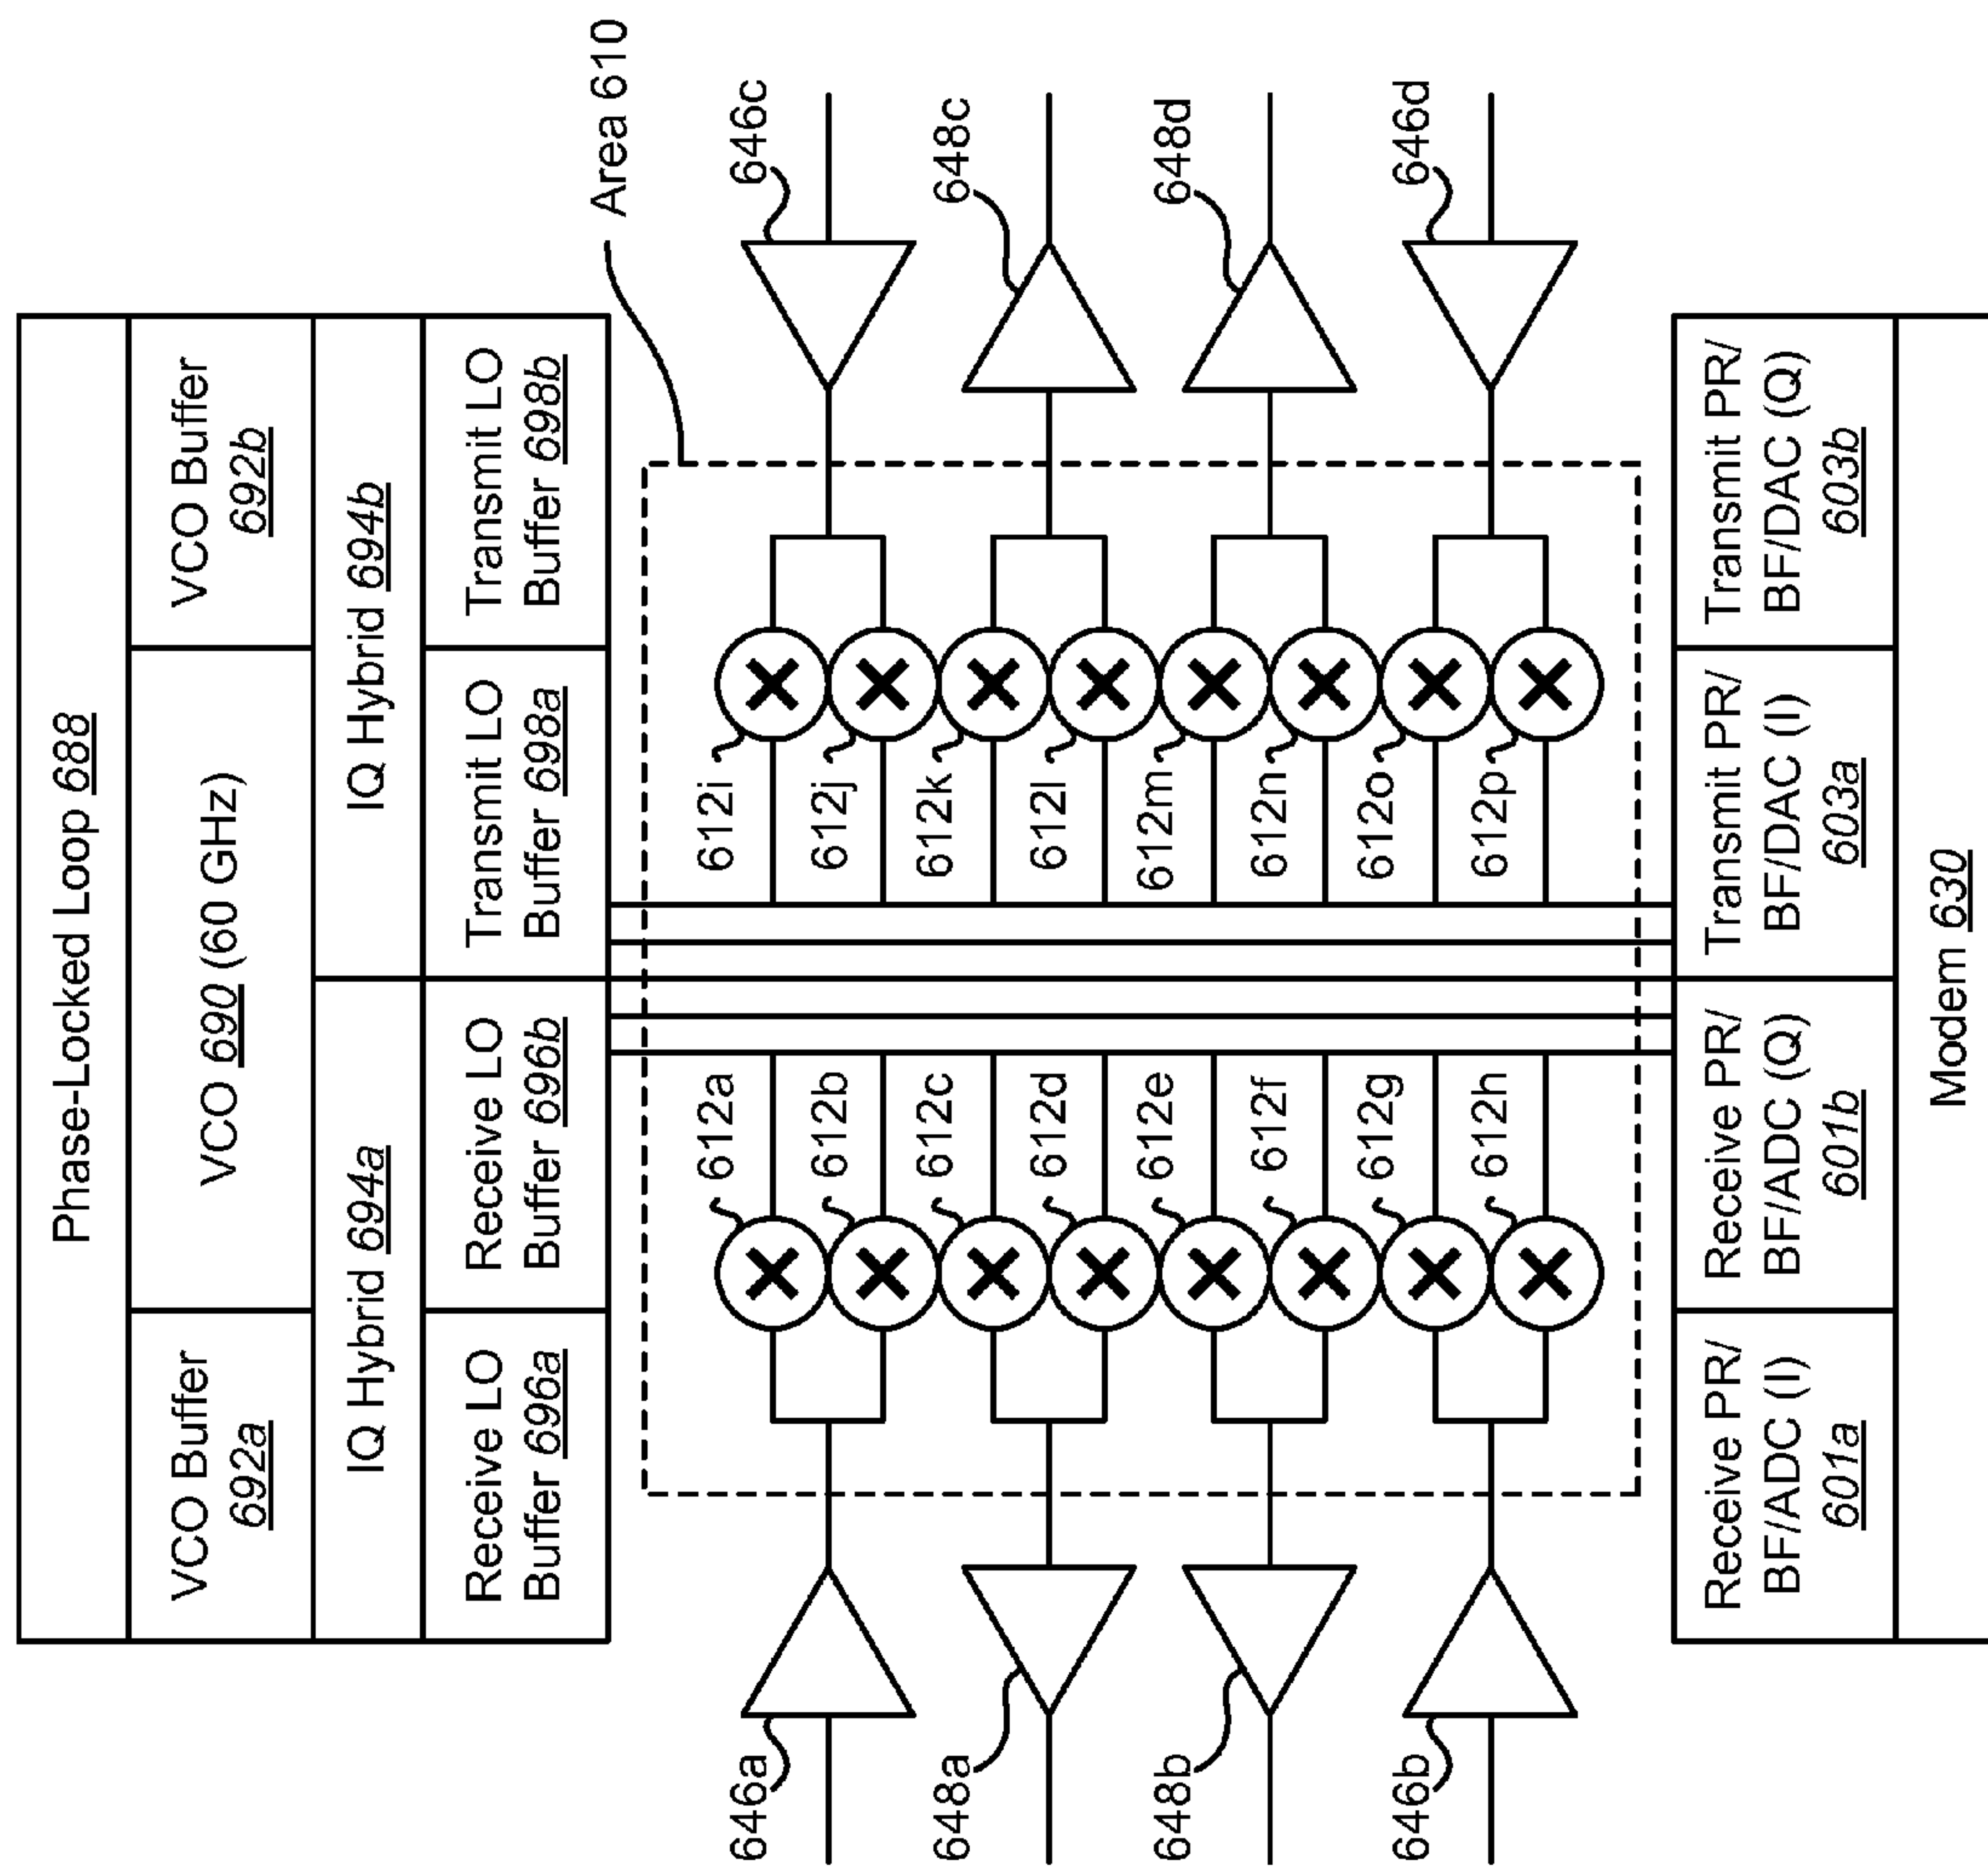 Phase-Locked Loop 688
VCO Buffer
692a
VCO 690 (60 GHz)
VCO Buffer
692b
IQ Hybrid 694a
IQ Hybrid 694b
Receive LO
Buffer 696a
Receive LO
Buffer 696b
Transmit LO
Buffer 698a
Transmit LO
Buffer 698b
Area 610
646a
648a
648b
646b
612a
612b
612c
612d
612e
612f
612g
612h
612i
612j
612k
612l
612m
612n
612o
612p
646c
648c
648d
646d
Receive PR/
BF/ADC (I)
601a
Receive PR/
BF/ADC (Q)
601b
Transmit PR/
BF/DAC (I)
603a
Transmit PR/
BF/DAC (Q)
603b
Modem 630